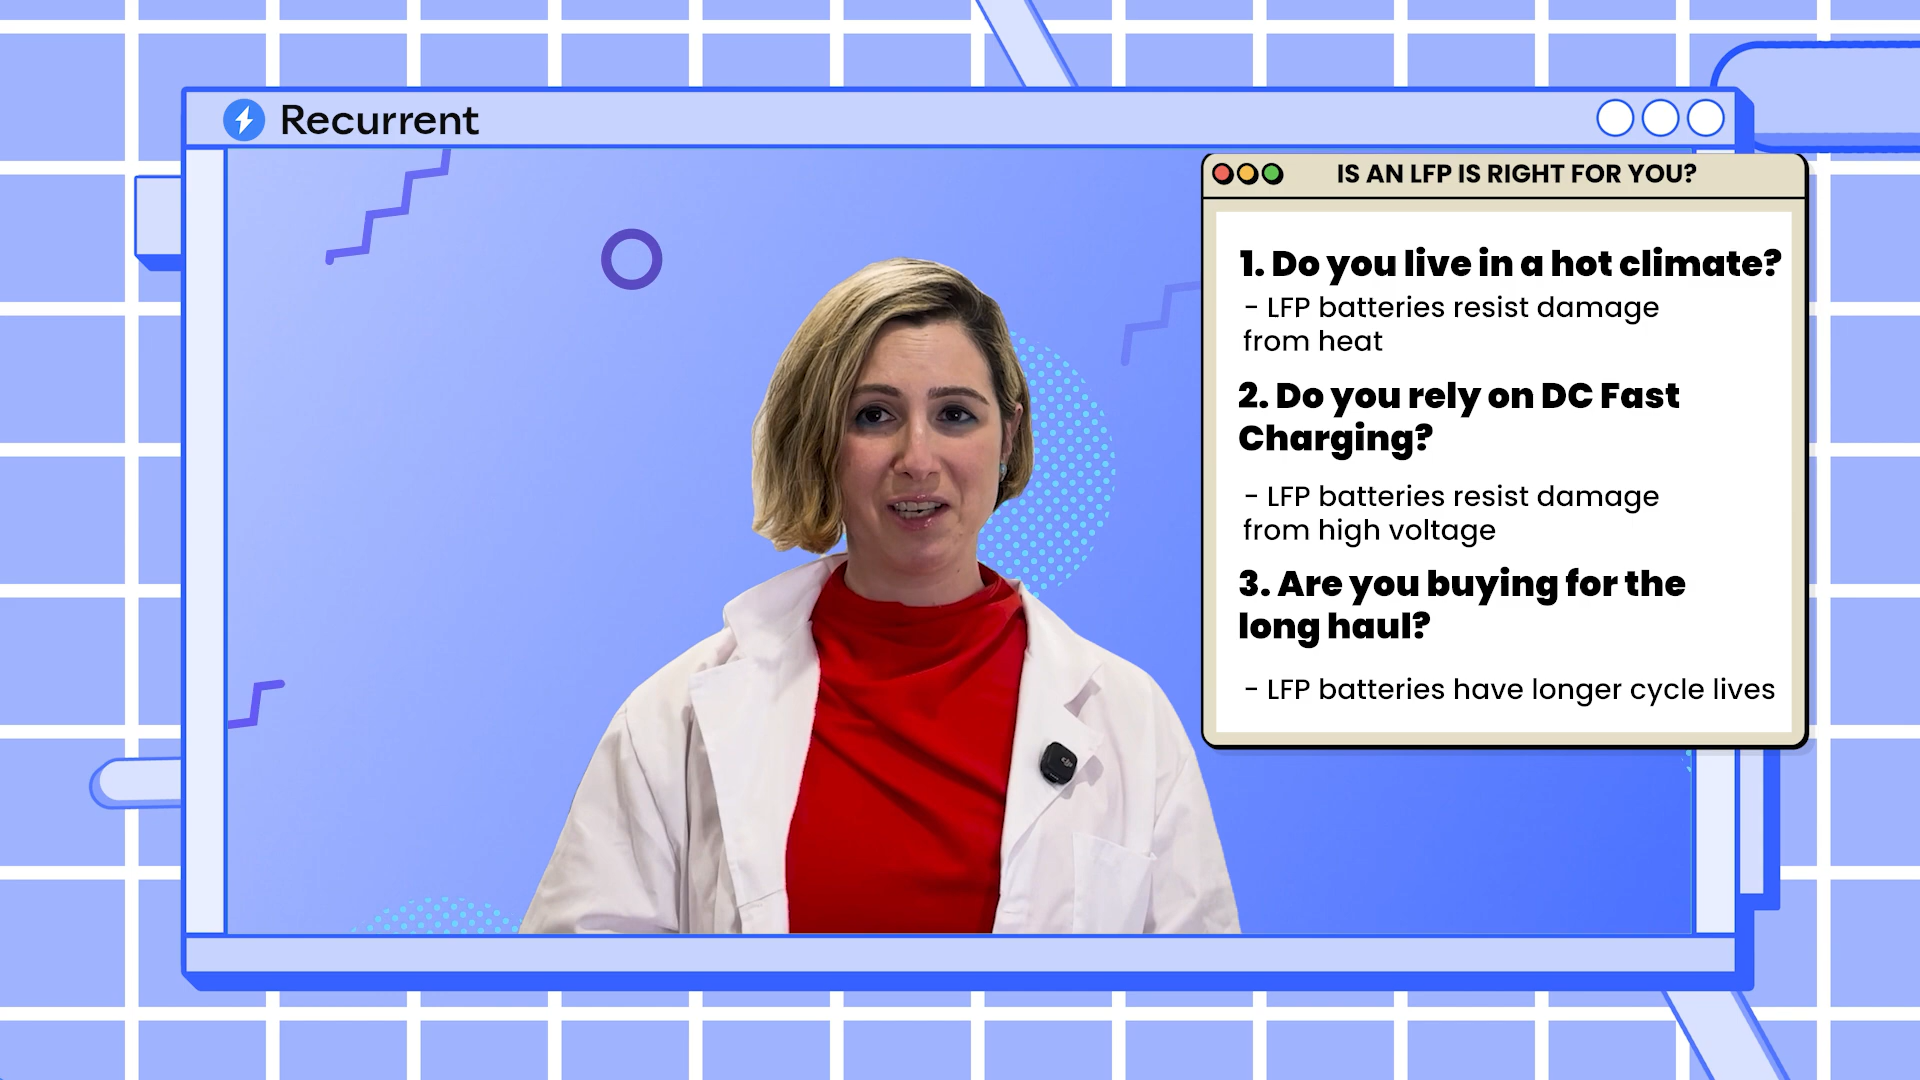 Recurrent
IS AN LFP IS RIGHT FOR YOU?
1. Do you live in a hot climate?
- LFP batteries resist damage
from heat
2. Do you rely on DC Fast
Charging?
- LFP batteries resist damage
from high voltage
3. Are you buying for the
long haul?
- LFP batteries have longer cycle lives
dji